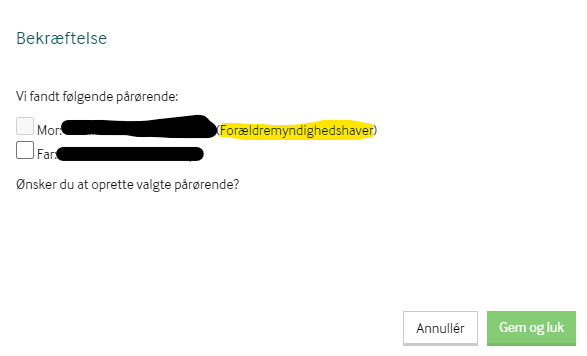 Bekræftelse
Vi fandt følgende pårørende:
Mor: (Forældremyndighedshaver)
Far:
Ønsker du at oprette valgte pårørende?
Annullér
Gem og luk